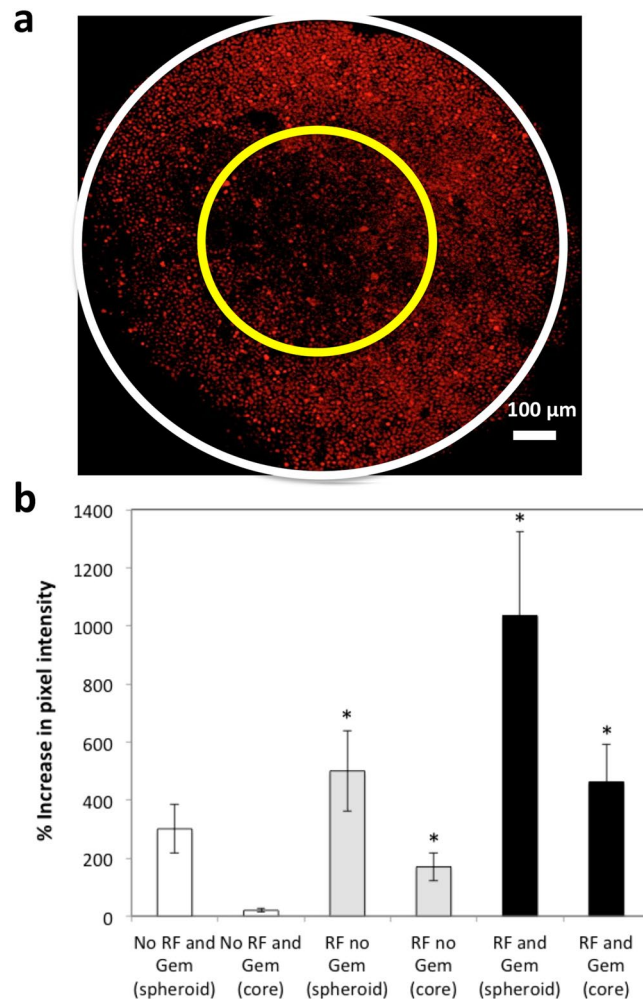 a
100 µm
b
% Increase in pixel intensity
1400
1200
1000
800
600
400
200
0
*
*
*
*
No RF and Gem (spheroid)
No RF and Gem (core)
RF no Gem (spheroid)
RF no Gem (core)
RF and Gem (spheroid)
RF and Gem (core)